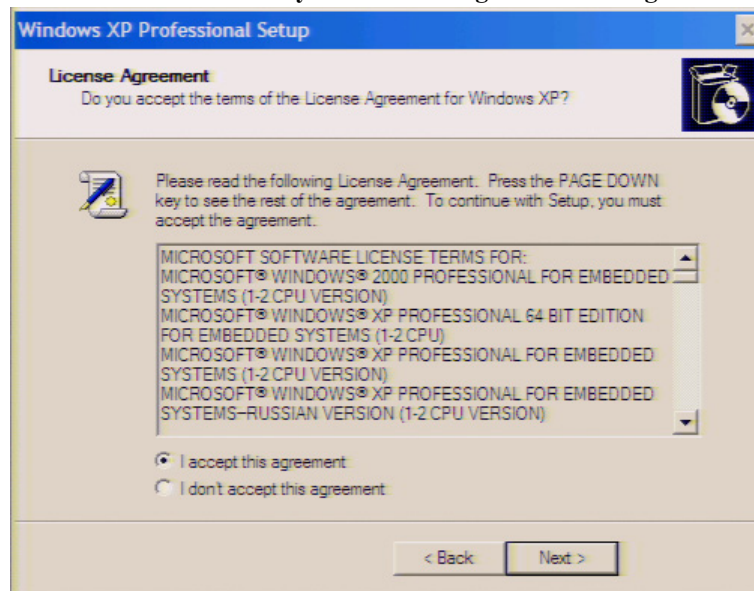 Windows XP Professional Setup
License Agreement
Do you accept the terms of the License Agreement for Windows XP?
Please read the following License Agreement. Press the PAGE DOWN
key to see the rest of the agreement. To continue with Setup, you must
accept the agreement.
MICROSOFT SOFTWARE LICENSE TERMS FOR:
MICROSOFT® WINDOWS® 2000 PROFESSIONAL FOR EMBEDDED
SYSTEMS (1-2 CPU VERSION)
MICROSOFT® WINDOWS® XP PROFESSIONAL 64 BIT EDITION
FOR EMBEDDED SYSTEMS (1-2 CPU)
MICROSOFT® WINDOWS® XP PROFESSIONAL FOR EMBEDDED
SYSTEMS (1-2 CPU VERSION)
MICROSOFT® WINDOWS® XP PROFESSIONAL FOR EMBEDDED
SYSTEMS–RUSSIAN VERSION (1-2 CPU VERSION)
I accept this agreement
I don't accept this agreement
< Back Next >